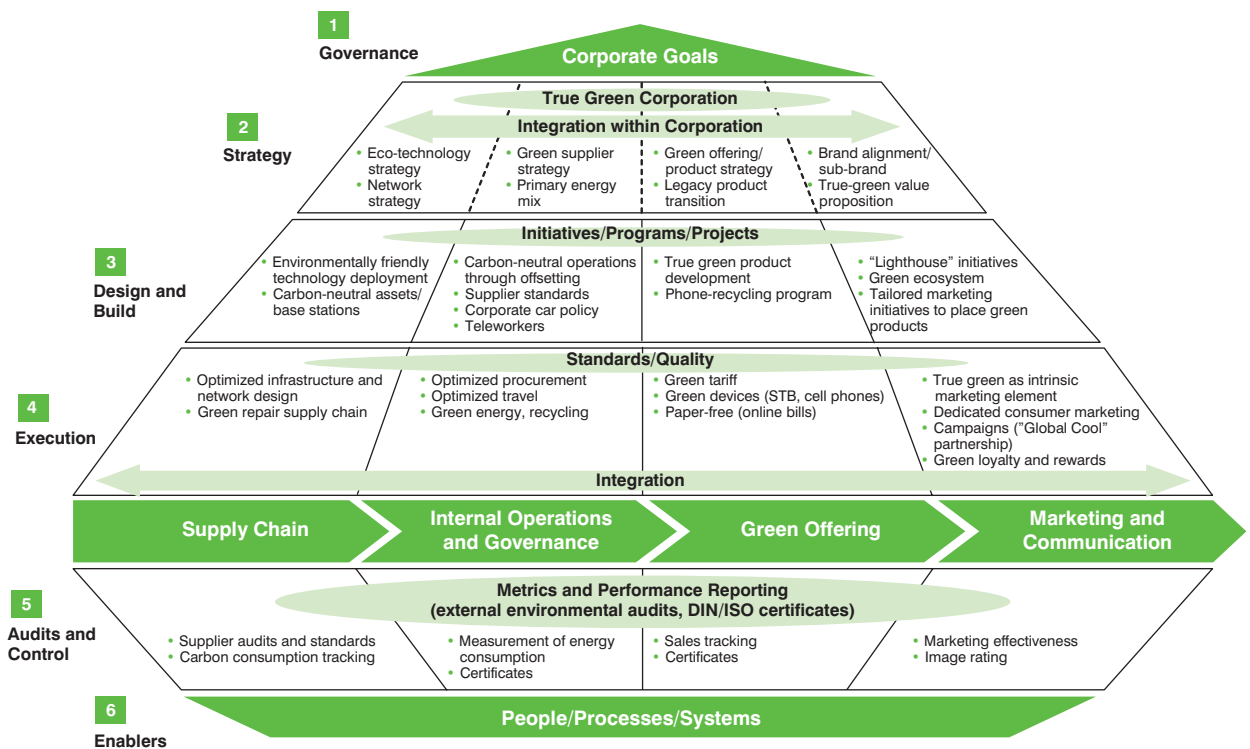 1
Governance
Corporate Goals
2
Strategy
True Green Corporation
Integration within Corporation
• Eco-technology
strategy
• Network
strategy
• Green supplier
strategy
• Primary energy
mix
• Green offering/
product strategy
• Legacy product
transition
• Brand alignment/
sub-brand
• True-green value
proposition
3
Design and
Build
Initiatives/Programs/Projects
• Environmentally friendly
technology deployment
• Carbon-neutral assets/
base stations
• Carbon-neutral operations
through offsetting
• Supplier standards
• Corporate car policy
• Teleworkers
• True green product
development
• Phone-recycling program
• “Lighthouse” initiatives
• Green ecosystem
• Tailored marketing
initiatives to place green
products
4
Execution
Standards/Quality
• Optimized infrastructure and
network design
• Green repair supply chain
• Optimized procurement
• Optimized travel
• Green energy, recycling
• Green tariff
• Green devices (STB, cell phones)
• Paper-free (online bills)
• True green as intrinsic
marketing element
• Dedicated consumer marketing
• Campaigns (”Global Cool”
partnership)
• Green loyalty and rewards
Integration
Supply Chain
Internal Operations
and Governance
Green Offering
Marketing and
Communication
5
Audits and
Control
Metrics and Performance Reporting
(external environmental audits, DIN/ISO certificates)
• Supplier audits and standards
• Carbon consumption tracking
• Measurement of energy
consumption
• Certificates
• Sales tracking
• Certificates
• Marketing effectiveness
• Image rating
6
Enablers
People/Processes/Systems